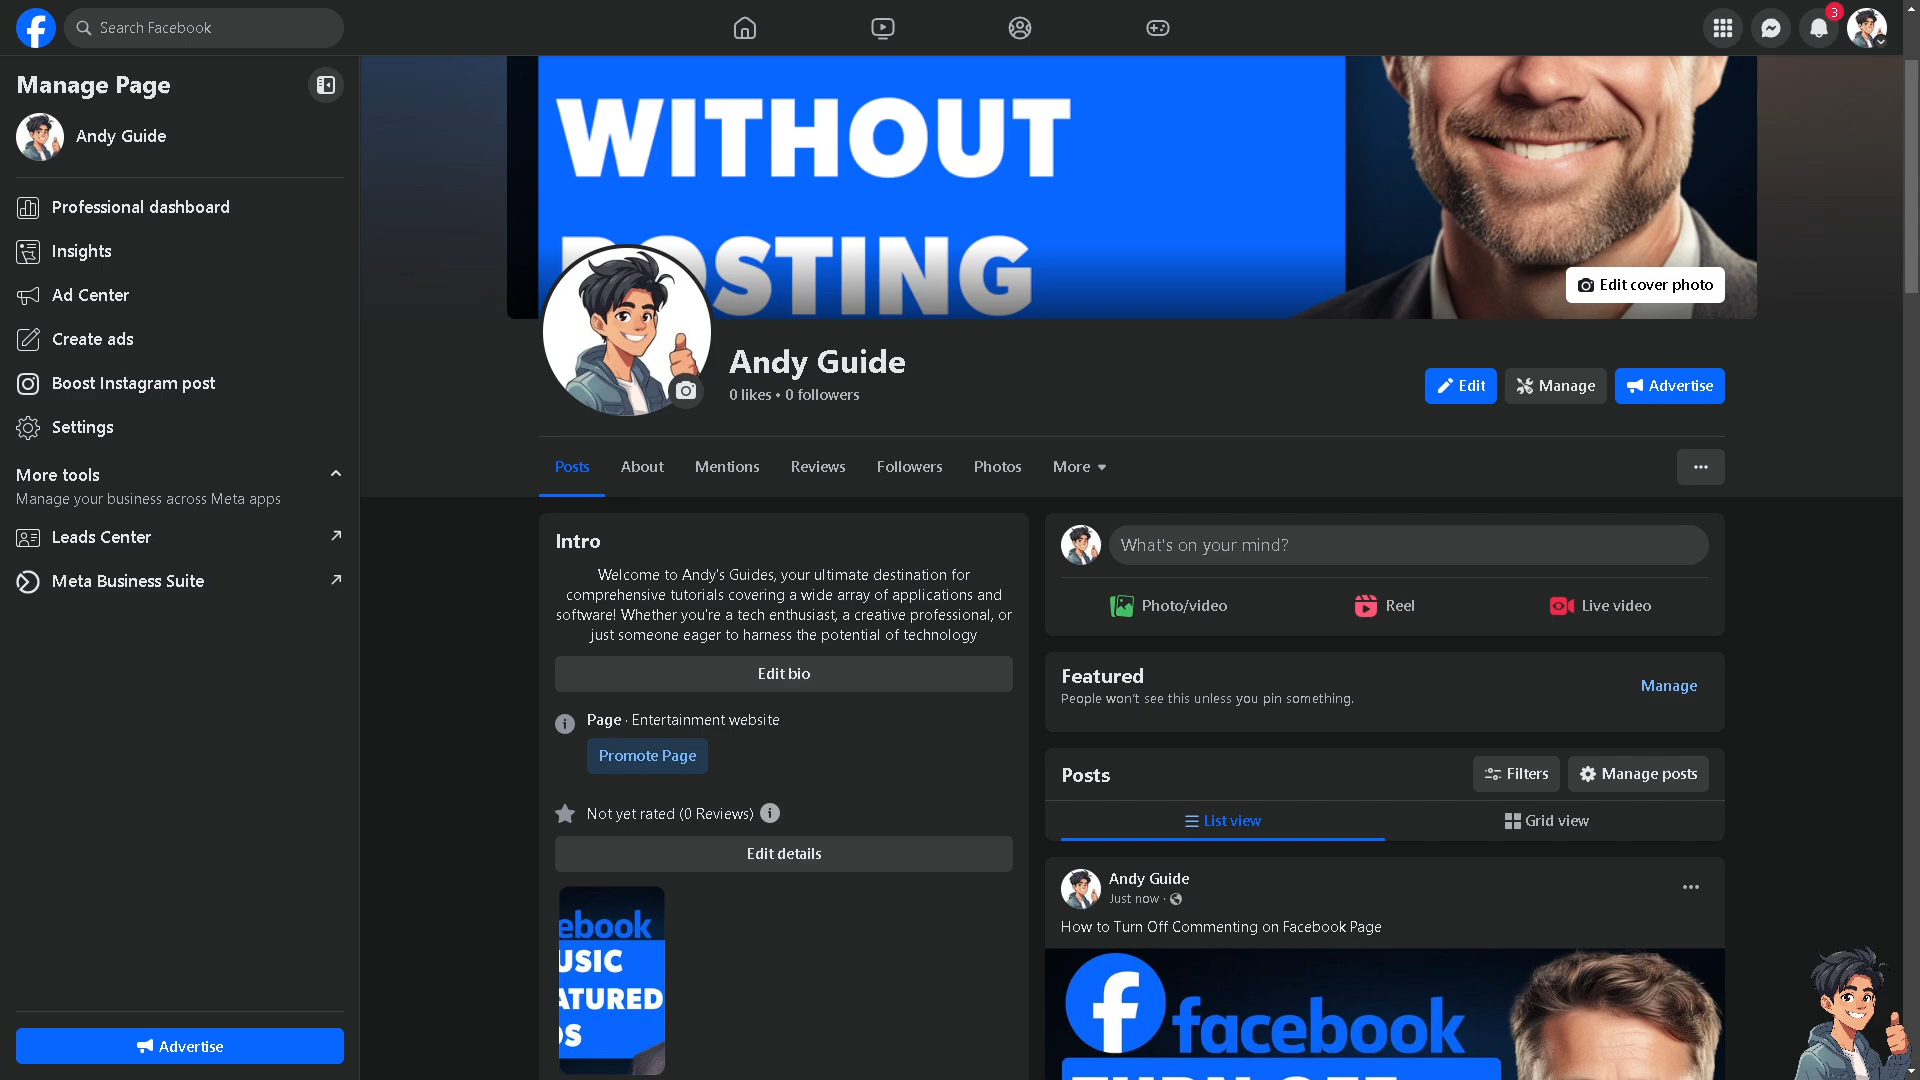 Search Facebook
3
Manage Page
Andy Guide
Professional dashboard
Insights
Ad Center
Create ads
Boost Instagram post
Settings
More tools
Manage your business across Meta apps
Leads Center
Meta Business Suite
Advertise
WITHOUT
POSTING
Edit cover photo
Andy Guide
0 likes • 0 followers
Edit
Manage
Advertise
Posts
About
Mentions
Reviews
Followers
Photos
More
Intro
Welcome to Andy's Guides, your ultimate destination for
comprehensive tutorials covering a wide array of applications and
software! Whether you're a tech enthusiast, a creative professional, or
just someone eager to harness the potential of technology
Edit bio
Page · Entertainment website
Promote Page
Not yet rated (0 Reviews)
Edit details
ebook
USIC
ATURED
OS
What's on your mind?
Photo/video
Reel
Live video
Featured
People won't see this unless you pin something.
Manage
Posts
Filters
Manage posts
List view
Grid view
Andy Guide
Just now ·
How to Turn Off Commenting on Facebook Page
facebook
TURN OFF